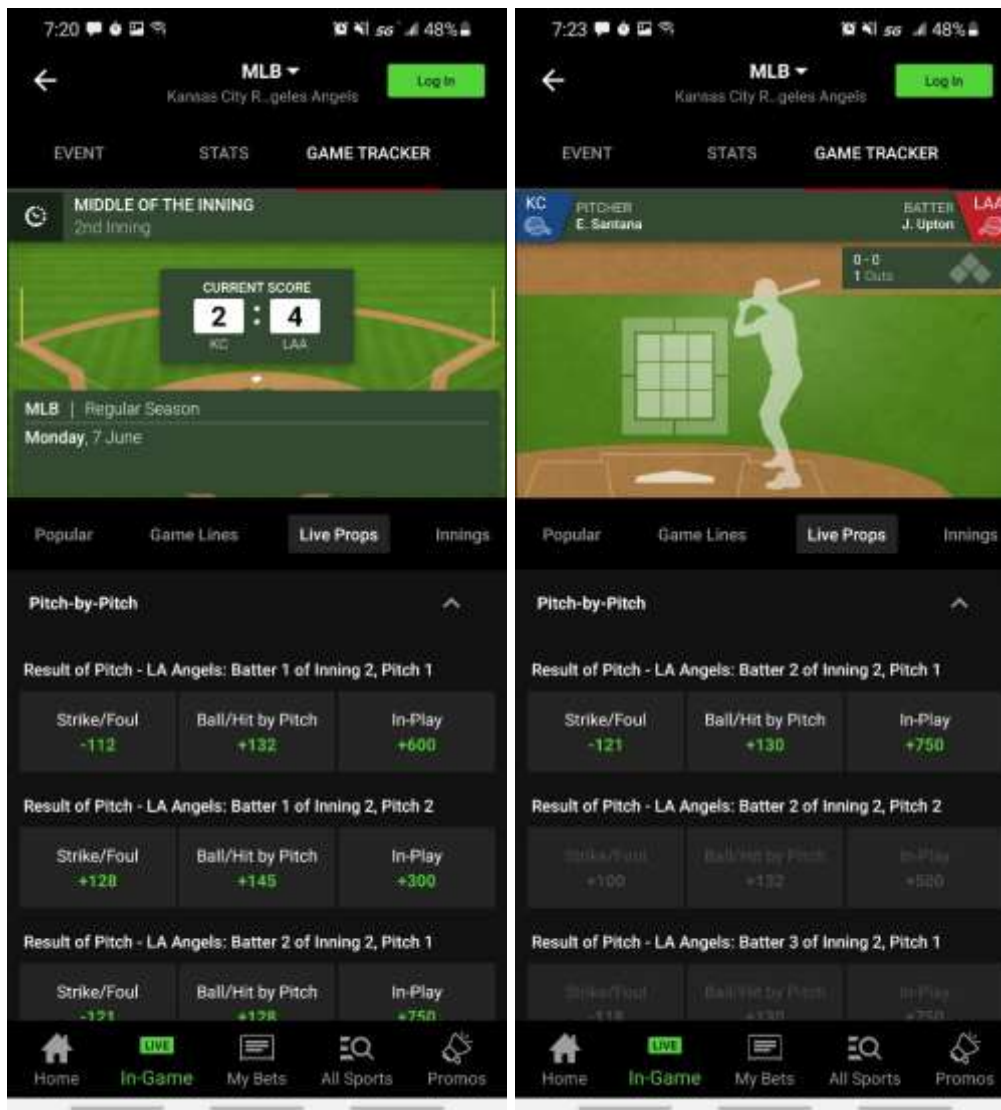 7:20
5G
48%
MLB
Kansas City R..geles Angels
Log In
EVENT
STATS
GAME TRACKER
MIDDLE OF THE INNING
2nd Inning
CURRENT SCORE
2 : 4
KC
LAA
MLB | Regular Season
Monday, 7 June
Popular
Game Lines
Live Props
Innings
Pitch-by-Pitch
Result of Pitch - LA Angels: Batter 1 of Inning 2, Pitch 1
Strike/Foul
Ball/Hit by Pitch
In-Play
-112
+132
+600
Result of Pitch - LA Angels: Batter 1 of Inning 2, Pitch 2
Strike/Foul
Ball/Hit by Pitch
In-Play
+128
+145
+300
Result of Pitch - LA Angels: Batter 2 of Inning 2, Pitch 1
Strike/Foul
Ball/Hit by Pitch
In-Play
-121
+128
+750
LIVE
Home
In-Game
My Bets
All Sports
Promos
7:23
5G
48%
MLB
Kansas City R..geles Angels
Log In
EVENT
STATS
GAME TRACKER
KC
PITCHER
E. Santana
BATTER
J. Upton
LAA
0-0
1 Outs
Popular
Game Lines
Live Props
Innings
Pitch-by-Pitch
Result of Pitch - LA Angels: Batter 2 of Inning 2, Pitch 1
Strike/Foul
Ball/Hit by Pitch
In-Play
-121
+130
+750
Result of Pitch - LA Angels: Batter 2 of Inning 2, Pitch 2
Strike/Foul
Ball/Hit by Pitch
In-Play
+100
+132
Result of Pitch - LA Angels: Batter 3 of Inning 2, Pitch 1
Strike/Foul
Ball/Hit by Pitch
In-Play
+130
+750
LIVE
Home
In-Game
My Bets
All Sports
Promos